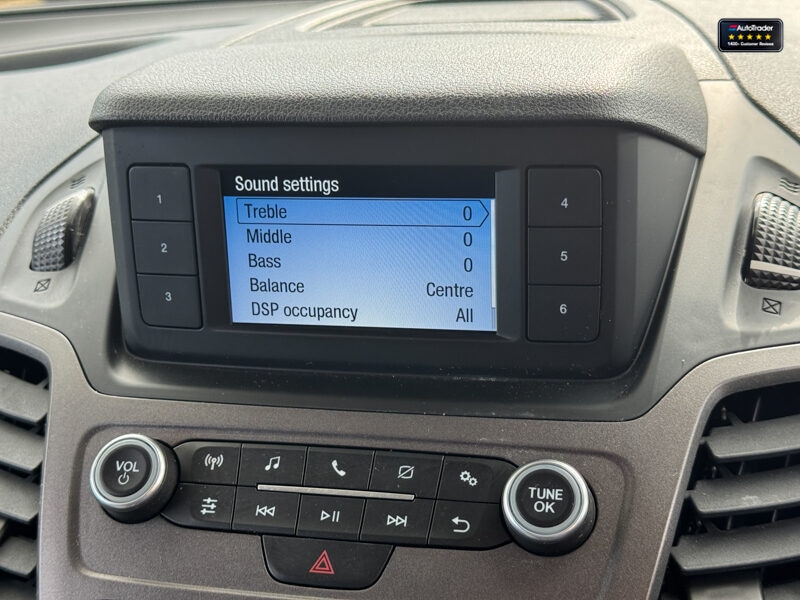 AutoTrader
1400+ Customer Reviews
Sound settings
Treble 0
Middle 0
Bass 0
Balance Centre
DSP occupancy All
1
2
3
4
5
6
VOL
TUNE
OK